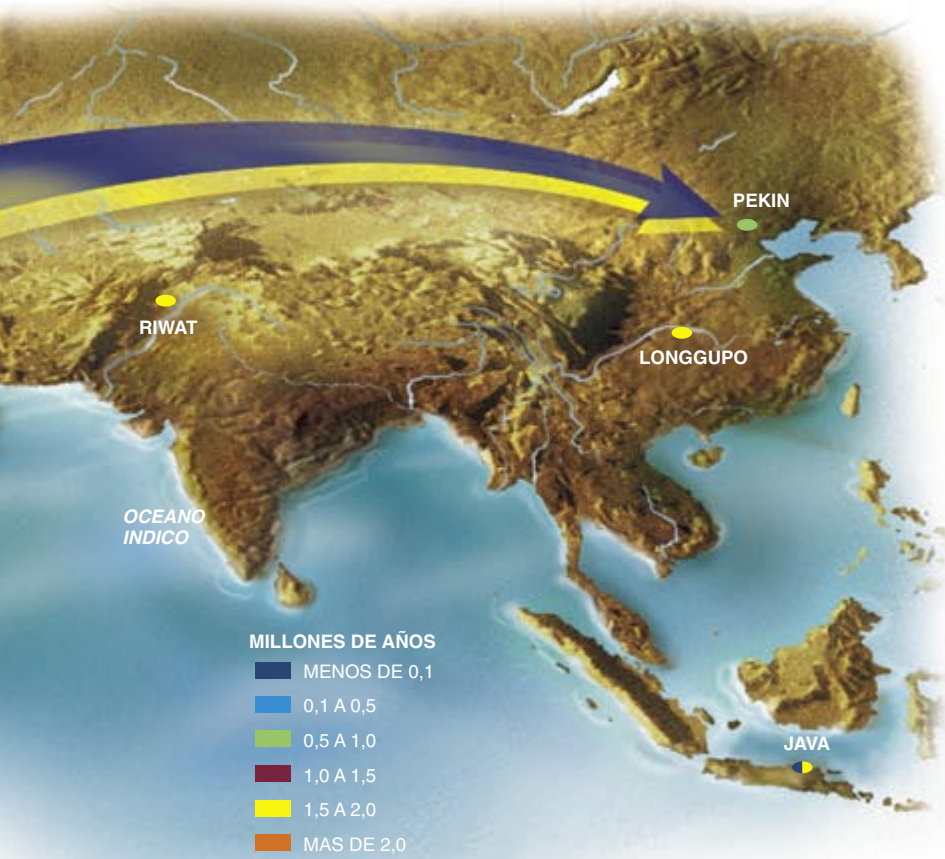 PEKIN
RIWAT
LONGGUPO
OCEANO
INDICO
MILLONES DE AÑOS
MENOS DE 0,1
0,1 A 0,5
0,5 A 1,0
1,0 A 1,5
1,5 A 2,0
MAS DE 2,0
JAVA